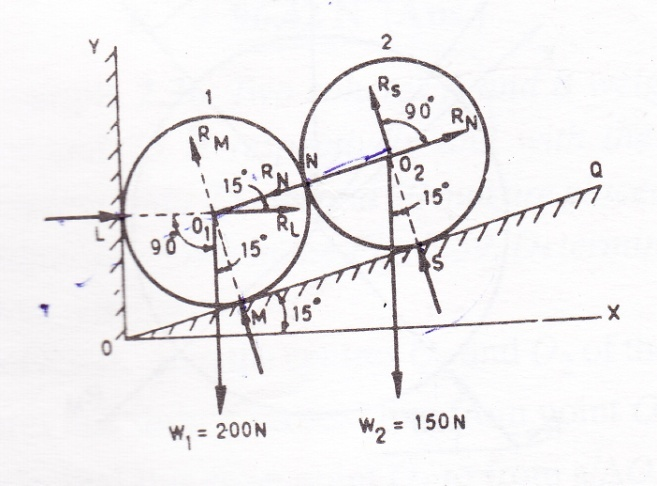 Y
2
1
R_S
90°
R_N
R_M
N
O_2
Q
15°
R_N
15°
L
O_1
R_L
90
15°
S
M
15°
O
X
W_1 = 200N
W_2 = 150N